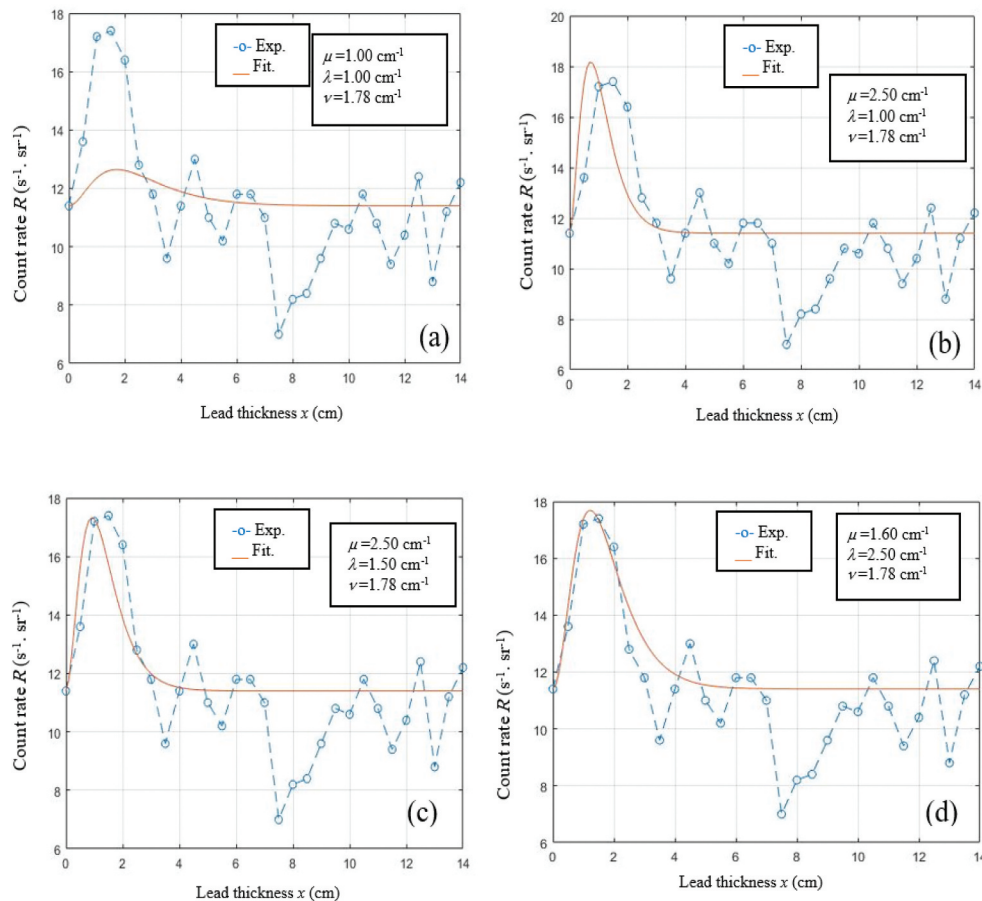 18
16
14
12
10
8
6
Count rate R (s⁻¹. sr⁻¹)
-o- Exp.
Fit.
μ=1.00 cm⁻¹
λ=1.00 cm⁻¹
ν=1.78 cm⁻¹
(a)
0 2 4 6 8 10 12 14
Lead thickness x (cm)
20
18
16
14
12
10
8
6
Count rate R (s⁻¹. sr⁻¹)
-o- Exp.
Fit.
μ=2.50 cm⁻¹
λ=1.00 cm⁻¹
ν=1.78 cm⁻¹
(b)
0 2 4 6 8 10 12 14
Lead thickness x (cm)
18
16
14
12
10
8
6
Count rate R (s⁻¹. sr⁻¹)
-o- Exp.
Fit.
μ=2.50 cm⁻¹
λ=1.50 cm⁻¹
ν=1.78 cm⁻¹
(c)
0 2 4 6 8 10 12 14
Lead thickness x (cm)
18
16
14
12
10
8
6
Count rate R (s⁻¹. sr⁻¹)
-o- Exp.
Fit.
μ=1.60 cm⁻¹
λ=2.50 cm⁻¹
ν=1.78 cm⁻¹
(d)
0 2 4 6 8 10 12 14
Lead thickness x (cm)